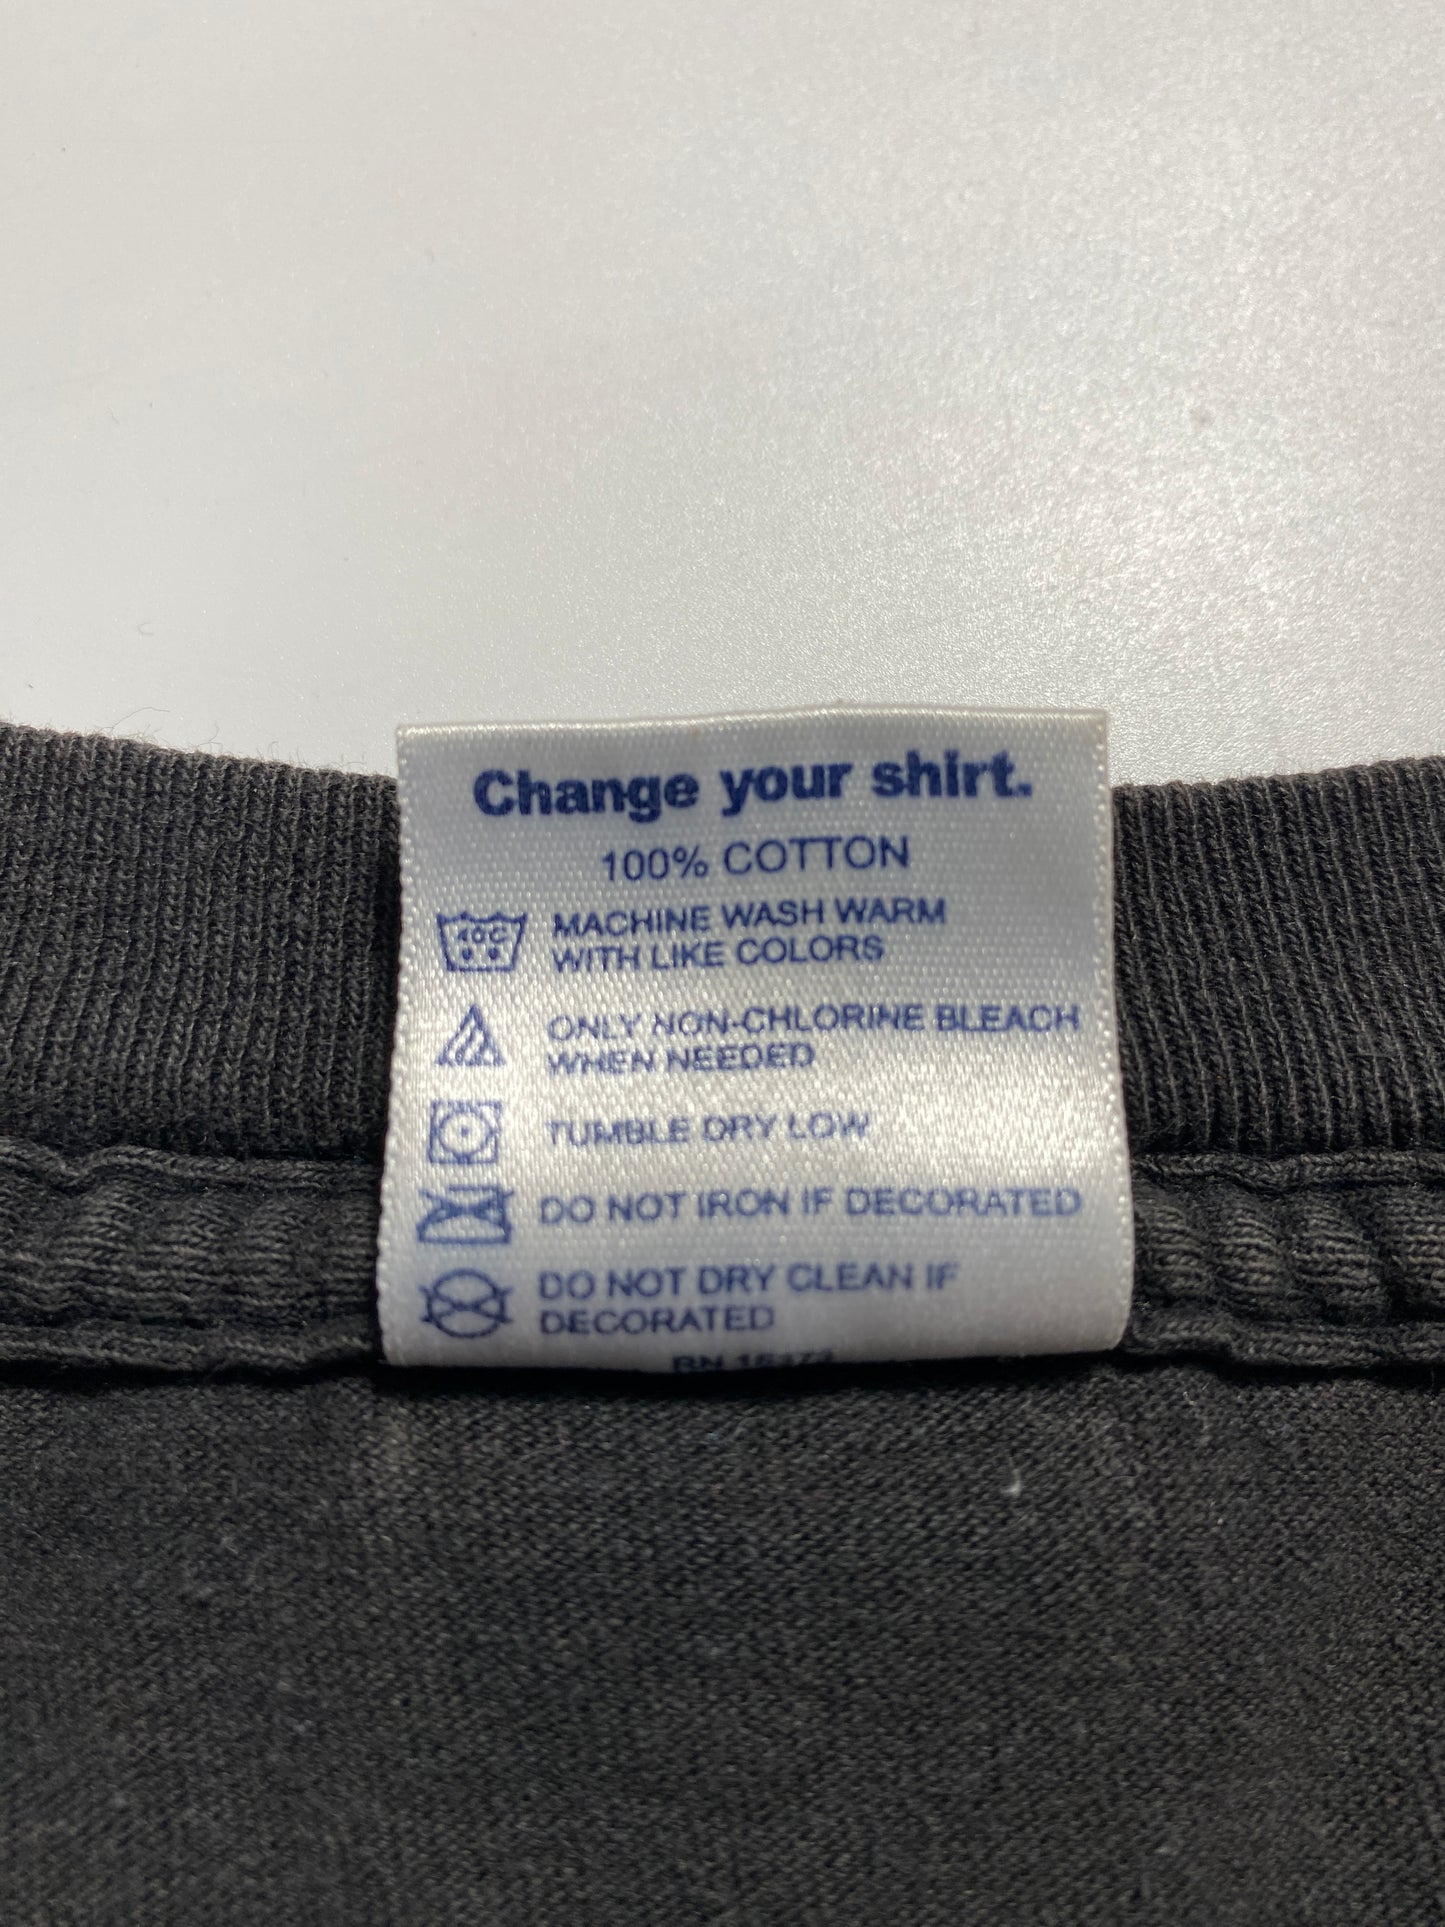 Change your shirt.
100% COTTON
40C
MACHINE WASH WARM
WITH LIKE COLORS
ONLY NON-CHLORINE BLEACH
WHEN NEEDED
TUMBLE DRY LOW
DO NOT IRON IF DECORATED
DO NOT DRY CLEAN IF
DECORATED
RN